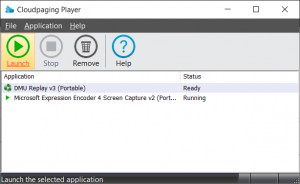 Cloudpaging Player
File Application Help
Launch Stop Remove Help
Application Status
DMU Replay v3 (Portable) Ready
Microsoft Expression Encoder 4 Screen Capture v2 (Port... Running
Launch the selected application